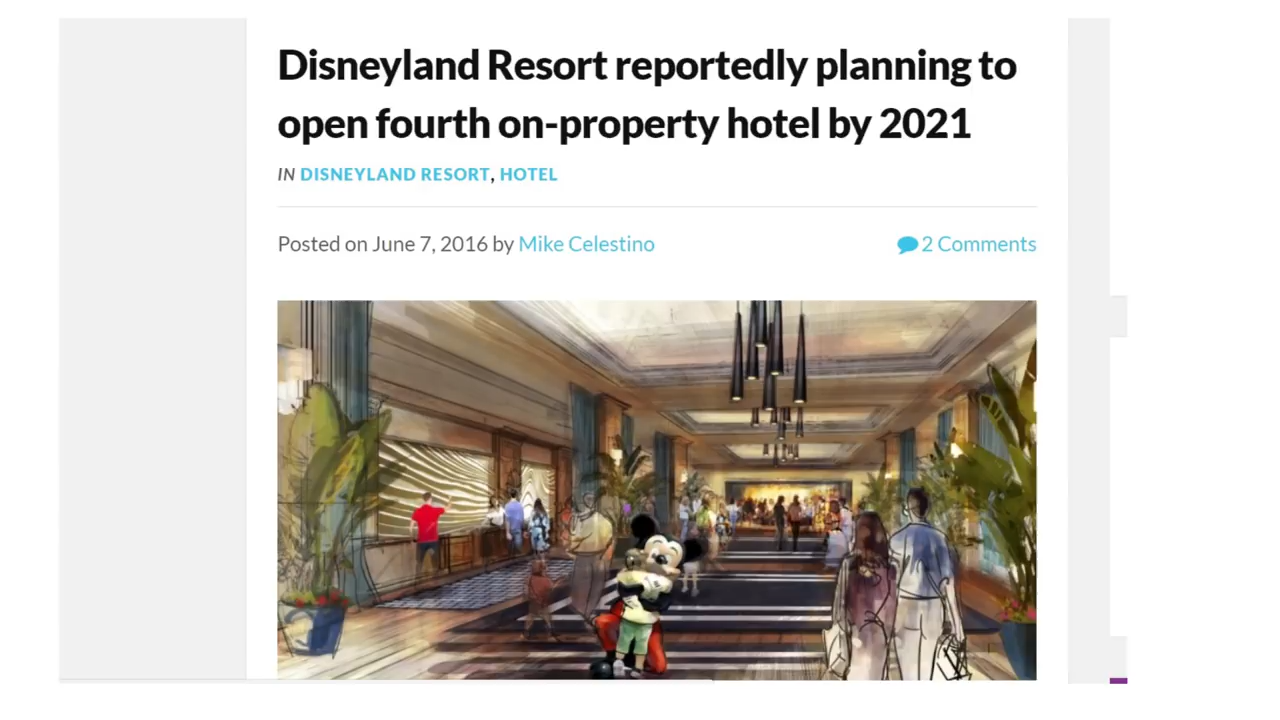 Disneyland Resort reportedly planning to
open fourth on-property hotel by 2021
IN DISNEYLAND RESORT, HOTEL
Posted on June 7, 2016 by Mike Celestino
2 Comments